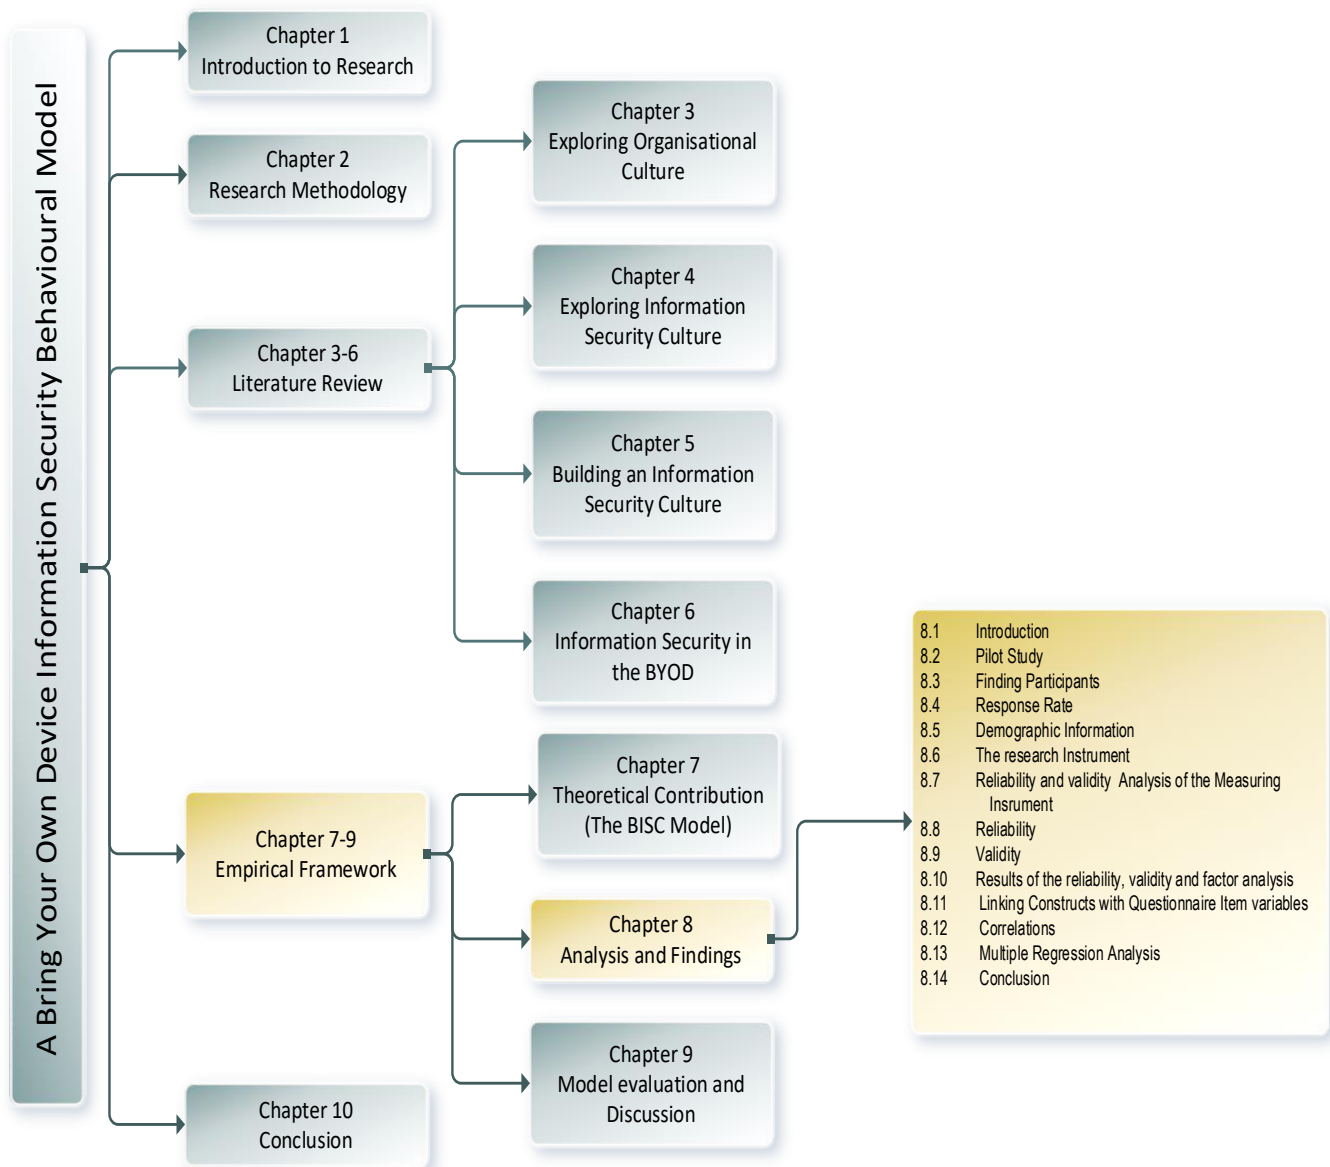 A Bring Your Own Device Information Security Behavioural Model
Chapter 1
Introduction to Research
Chapter 2
Research Methodology
Chapter 3-6
Literature Review
Chapter 3
Exploring Organisational
Culture
Chapter 4
Exploring Information
Security Culture
Chapter 5
Building an Information
Security Culture
Chapter 6
Information Security in
the BYOD
Chapter 7-9
Empirical Framework
Chapter 7
Theoretical Contribution
(The BISC Model)
Chapter 8
Analysis and Findings
Chapter 9
Model evaluation and
Discussion
8.1 Introduction
8.2 Pilot Study
8.3 Finding Participants
8.4 Response Rate
8.5 Demographic Information
8.6 The research Instrument
8.7 Reliability and validity Analysis of the Measuring
Insrument
8.8 Reliability
8.9 Validity
8.10 Results of the reliability, validity and factor analysis
8.11 Linking Constructs with Questionnaire Item variables
8.12 Correlations
8.13 Multiple Regression Analysis
8.14 Conclusion
Chapter 10
Conclusion